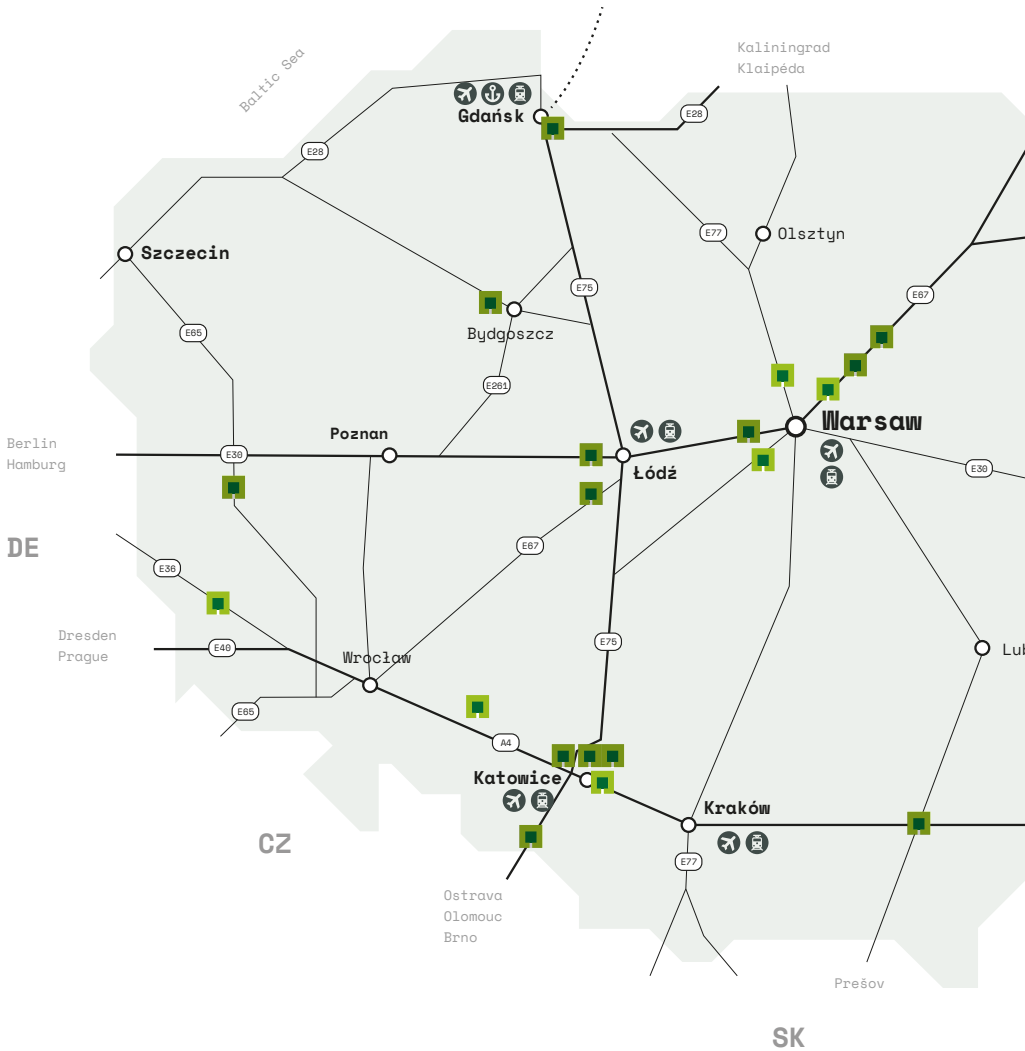 Baltic Sea
Kaliningrad
Klaipéda
Gdańsk
E28
E28
E77
Olsztyn
Szczecin
E75
E67
E65
Bydgoszcz
E261
Warsaw
Poznan
Berlin
Hamburg
E30
Łódź
E30
DE
E67
E36
Dresden
Prague
E40
Wrocław
E75
E65
A4
Katowice
Kraków
CZ
E77
Ostrava
Olomouc
Brno
Prešov
SK